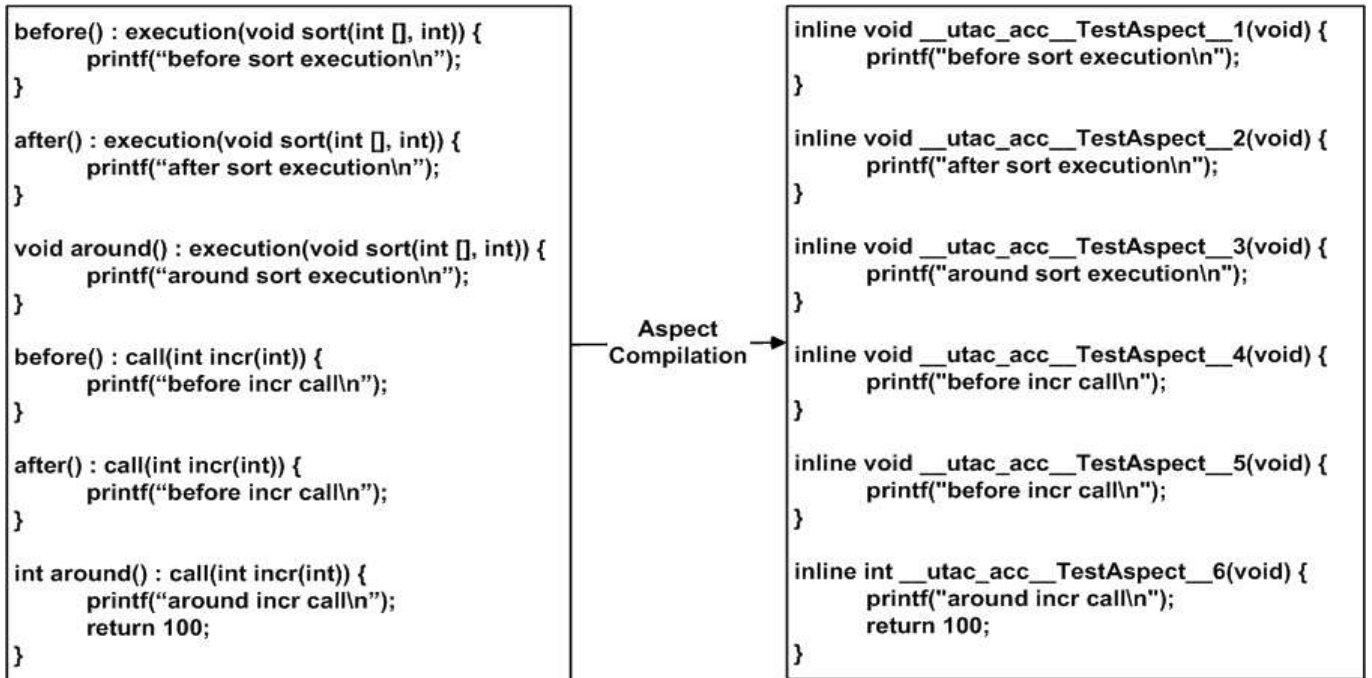 before() : execution(void sort(int [], int)) {
printf(“before sort execution\n”);
}
after() : execution(void sort(int [], int)) {
printf(“after sort execution\n”);
}
void around() : execution(void sort(int [], int)) {
printf(“around sort execution\n”);
}
before() : call(int incr(int)) {
printf(“before incr call\n”);
}
after() : call(int incr(int)) {
printf(“before incr call\n”);
}
int around() : call(int incr(int)) {
printf(“around incr call\n”);
return 100;
}
Aspect
Compilation
inline void __utac_acc__TestAspect__1(void) {
printf("before sort execution\n");
}
inline void __utac_acc__TestAspect__2(void) {
printf("after sort execution\n");
}
inline void __utac_acc__TestAspect__3(void) {
printf("around sort execution\n");
}
inline void __utac_acc__TestAspect__4(void) {
printf("before incr call\n");
}
inline void __utac_acc__TestAspect__5(void) {
printf("before incr call\n");
}
inline int __utac_acc__TestAspect__6(void) {
printf("around incr call\n");
return 100;
}